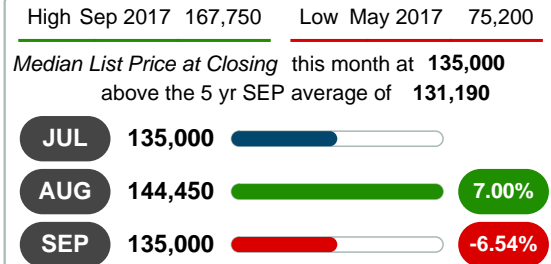 High Sep 2017 167,750 Low May 2017 75,200
Median List Price at Closing this month at 135,000
above the 5 yr SEP average of 131,190
JUL 135,000
AUG 144,450 7.00%
SEP 135,000 -6.54%